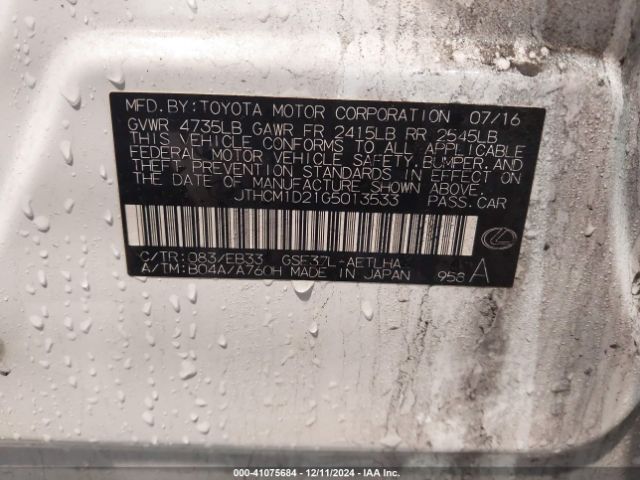 MFD. BY: TOYOTA MOTOR CORPORATION 07/16
GVWR 4735LB GAWR FR 2415LB RR 2545LB
THIS VEHICLE CONFORMS TO ALL APPLICABLE
FEDERAL MOTOR VEHICLE SAFETY, BUMPER, AND
THEFT PREVENTION STANDARDS IN EFFECT ON
THE DATE OF MANUFACTURE SHOWN ABOVE.
JTHCM1D21G5013533 PASS. CAR
C/TR: 083/EB33 GSE37L-AETLHA
A/TM: B04A/A760H MADE IN JAPAN 958 A
000-41075684 - 12/11/2024 - IAA Inc.